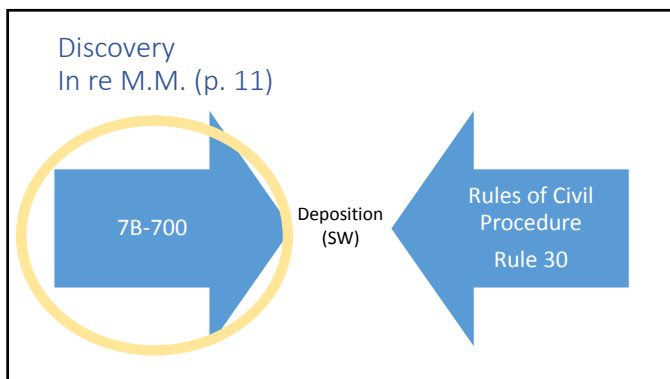 Discovery
In re M.M. (p. 11)
7B-700
Deposition
(SW)
Rules of Civil
Procedure
Rule 30